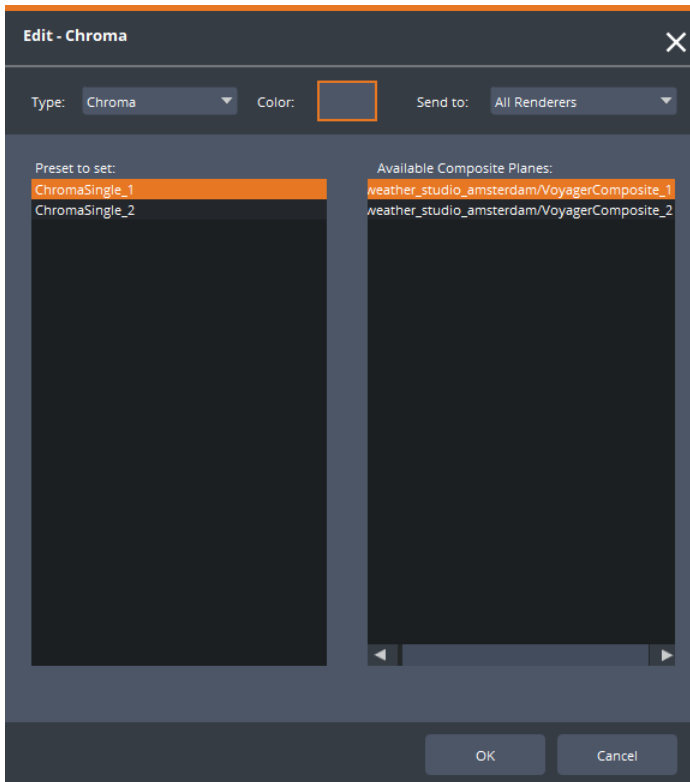 Edit - Chroma
Type: Chroma Color: Send to: All Renderers
Preset to set:
ChromaSingle_1
ChromaSingle_2
Available Composite Planes:
weather_studio_amsterdam/VoyagerComposite_1
weather_studio_amsterdam/VoyagerComposite_2
OK Cancel